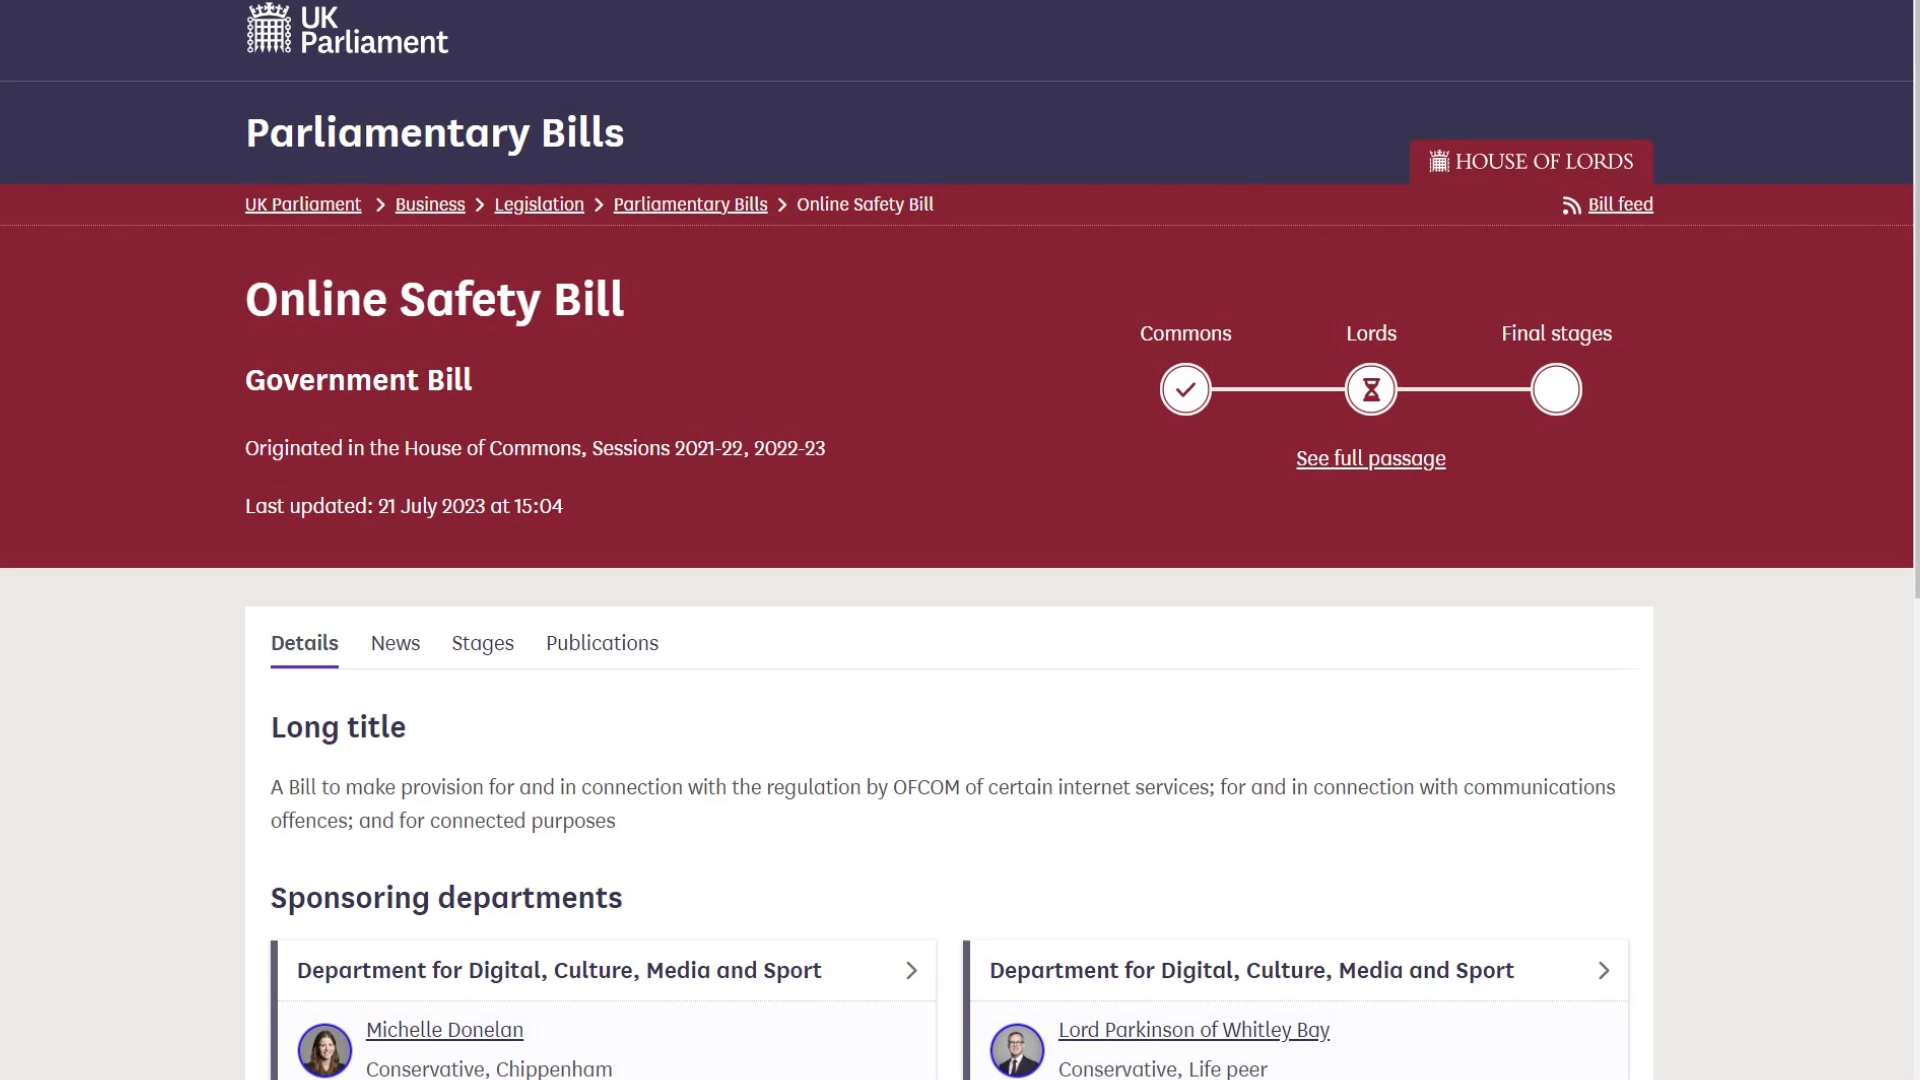 UK
Parliament
Parliamentary Bills
HOUSE OF LORDS
UK Parliament > Business > Legislation > Parliamentary Bills > Online Safety Bill
Bill feed
Online Safety Bill
Government Bill
Originated in the House of Commons, Sessions 2021-22, 2022-23
Last updated: 21 July 2023 at 15:04
Commons Lords Final stages
See full passage
Details News Stages Publications
Long title
A Bill to make provision for and in connection with the regulation by OFCOM of certain internet services; for and in connection with communications
offences; and for connected purposes
Sponsoring departments
Department for Digital, Culture, Media and Sport
Michelle Donelan
Conservative, Chippenham
Department for Digital, Culture, Media and Sport
Lord Parkinson of Whitley Bay
Conservative, Life peer